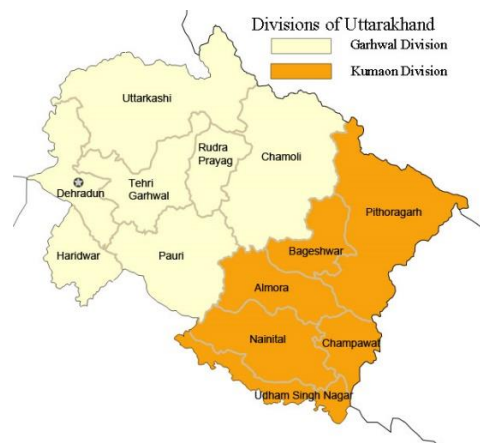 Divisions of Uttarakhand
Garhwal Division
Kumaon Division
Uttarkashi
Rudra
Prayag
Chamoli
Dehradun
Tehri
Garhwal
Pithoragarh
Haridwar
Pauri
Bageshwar
Almora
Nainital
Champawat
Udham Singh Nagar